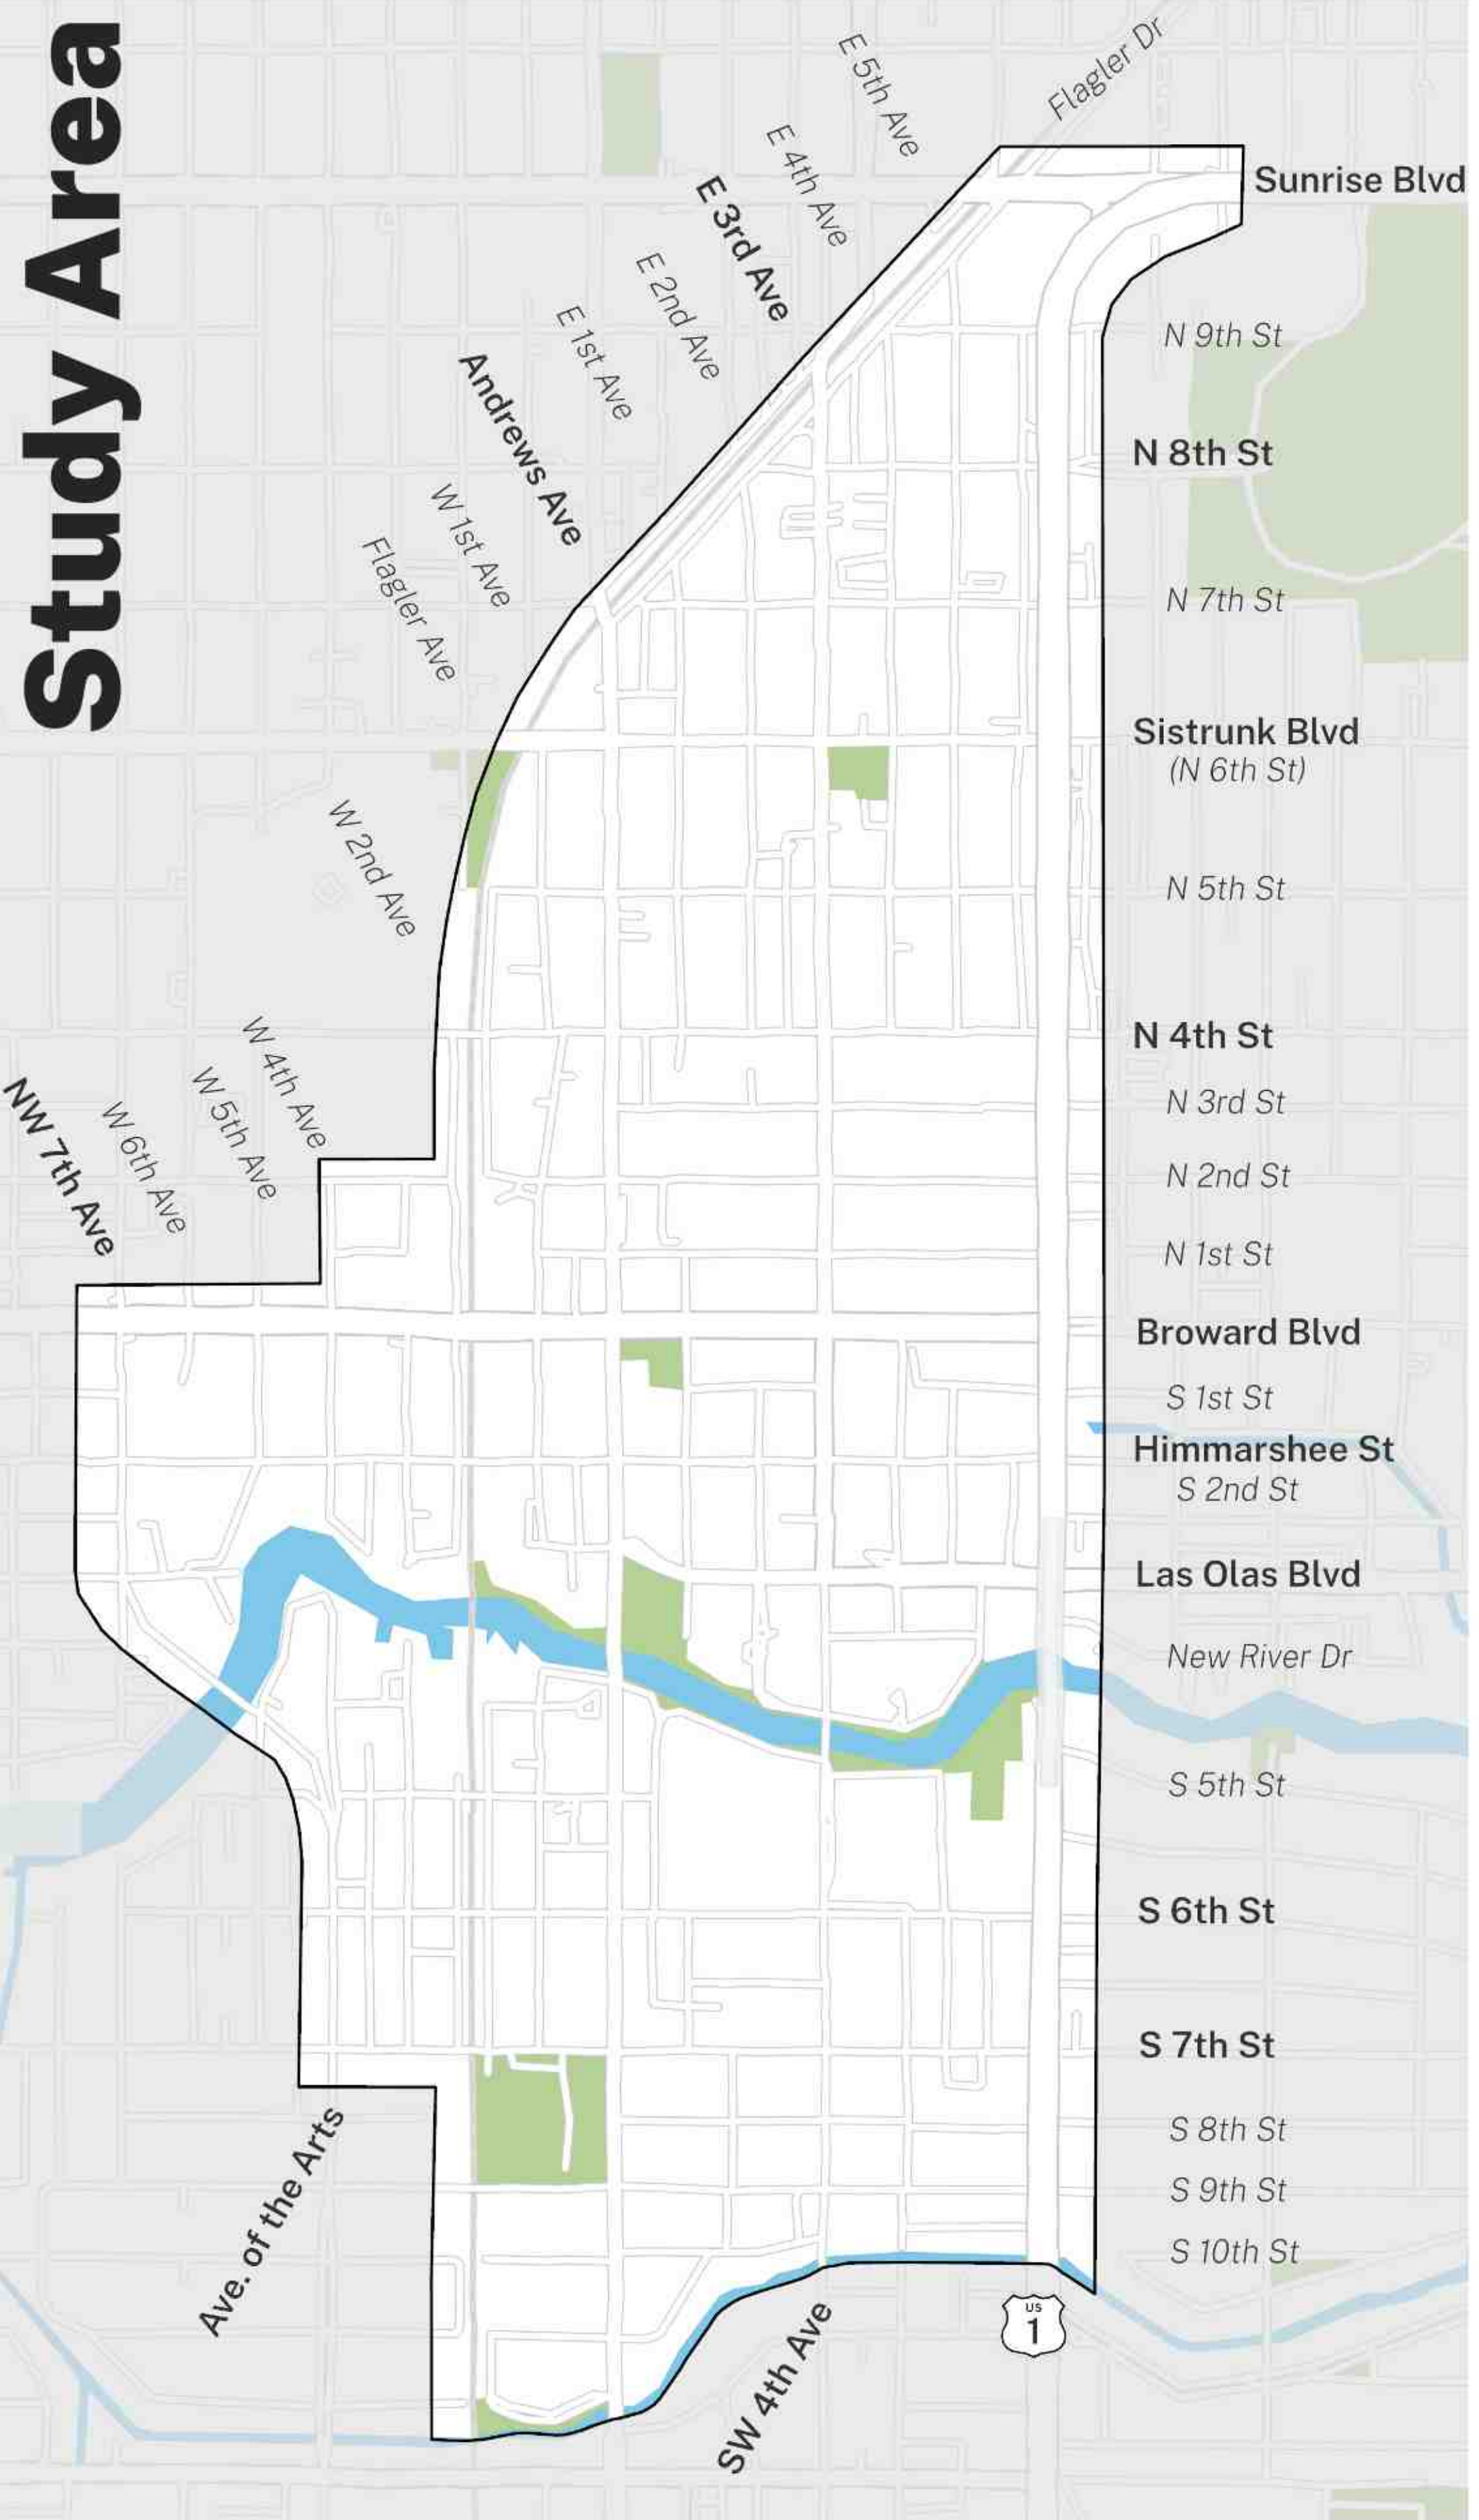 Study Area
Flagler Dr
E 5th Ave
E 4th Ave
E 3rd Ave
E 2nd Ave
E 1st Ave
Andrews Ave
W 1st Ave
Flagler Ave
W 2nd Ave
W 4th Ave
W 5th Ave
W 6th Ave
NW 7th Ave
Sunrise Blvd
N 9th St
N 8th St
N 7th St
Sistrunk Blvd
(N 6th St)
N 5th St
N 4th St
N 3rd St
N 2nd St
N 1st St
Broward Blvd
S 1st St
Himmarshee St
S 2nd St
Las Olas Blvd
New River Dr
S 5th St
S 6th St
S 7th St
S 8th St
S 9th St
S 10th St
Ave. of the Arts
SW 4th Ave
US
1